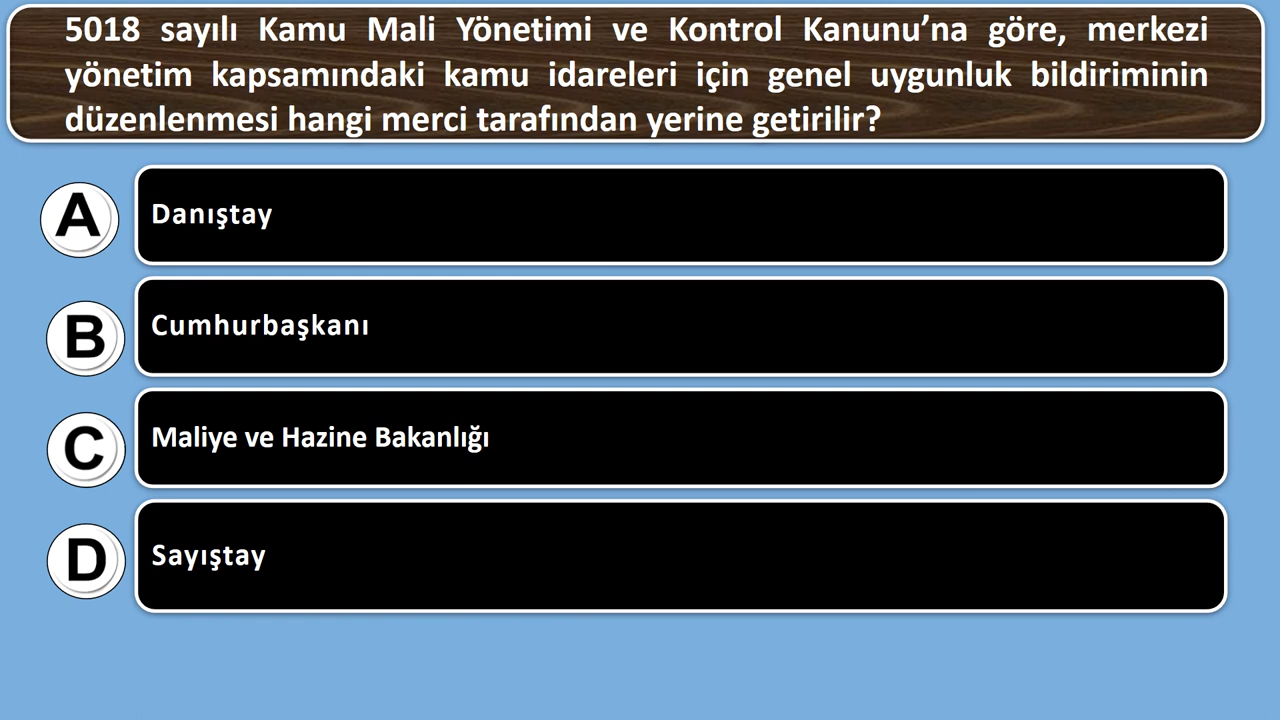 5018 sayılı Kamu Mali Yönetimi ve Kontrol Kanunu’na göre, merkezi
yönetim kapsamındaki kamu idareleri için genel uygunluk bildiriminin
düzenlenmesi hangi merci tarafından yerine getirilir?
A Danıştay
B Cumhurbaşkanı
C Maliye ve Hazine Bakanlığı
D Sayıştay